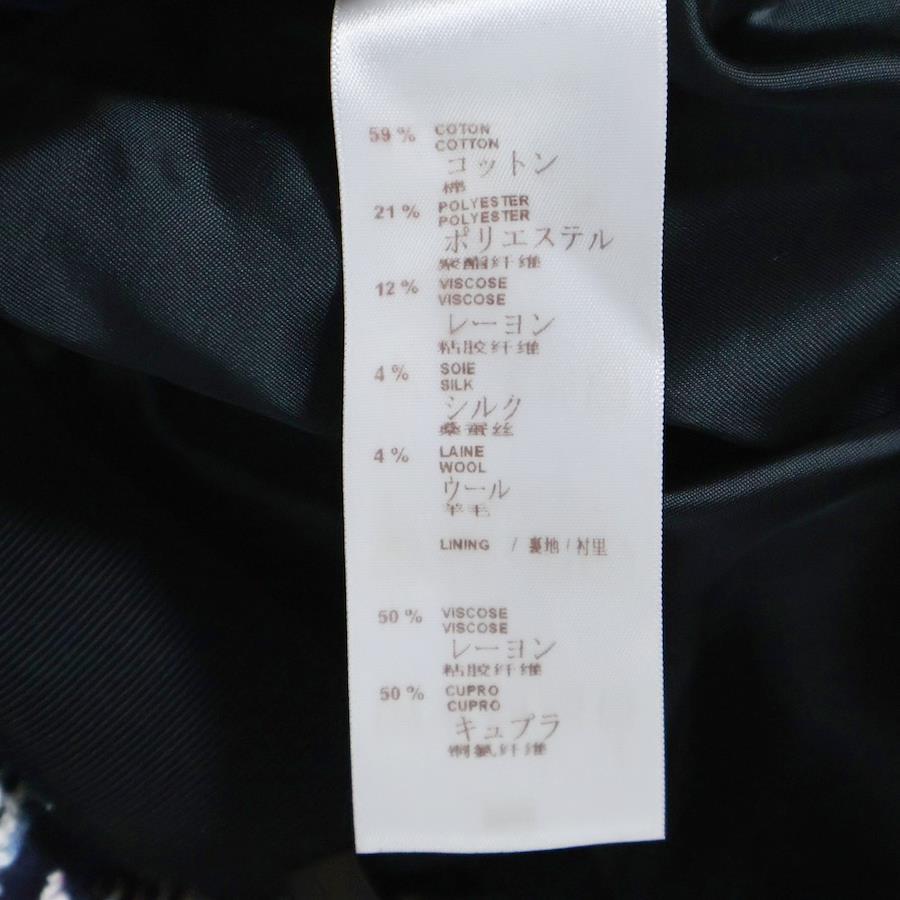 59 % COTON
COTTON
コットン
棉
21 % POLYESTER
POLYESTER
ポリエステル
聚酯纤维
12 % VISCOSE
VISCOSE
レーヨン
粘胶纤维
4 % SOIE
SILK
シルク
桑蚕丝
4 % LAINE
WOOL
ウール
羊毛
LINING / 裏地 / 衬里
50 % VISCOSE
VISCOSE
レーヨン
粘胶纤维
50 % CUPRO
CUPRO
キュプラ
铜氨纤维